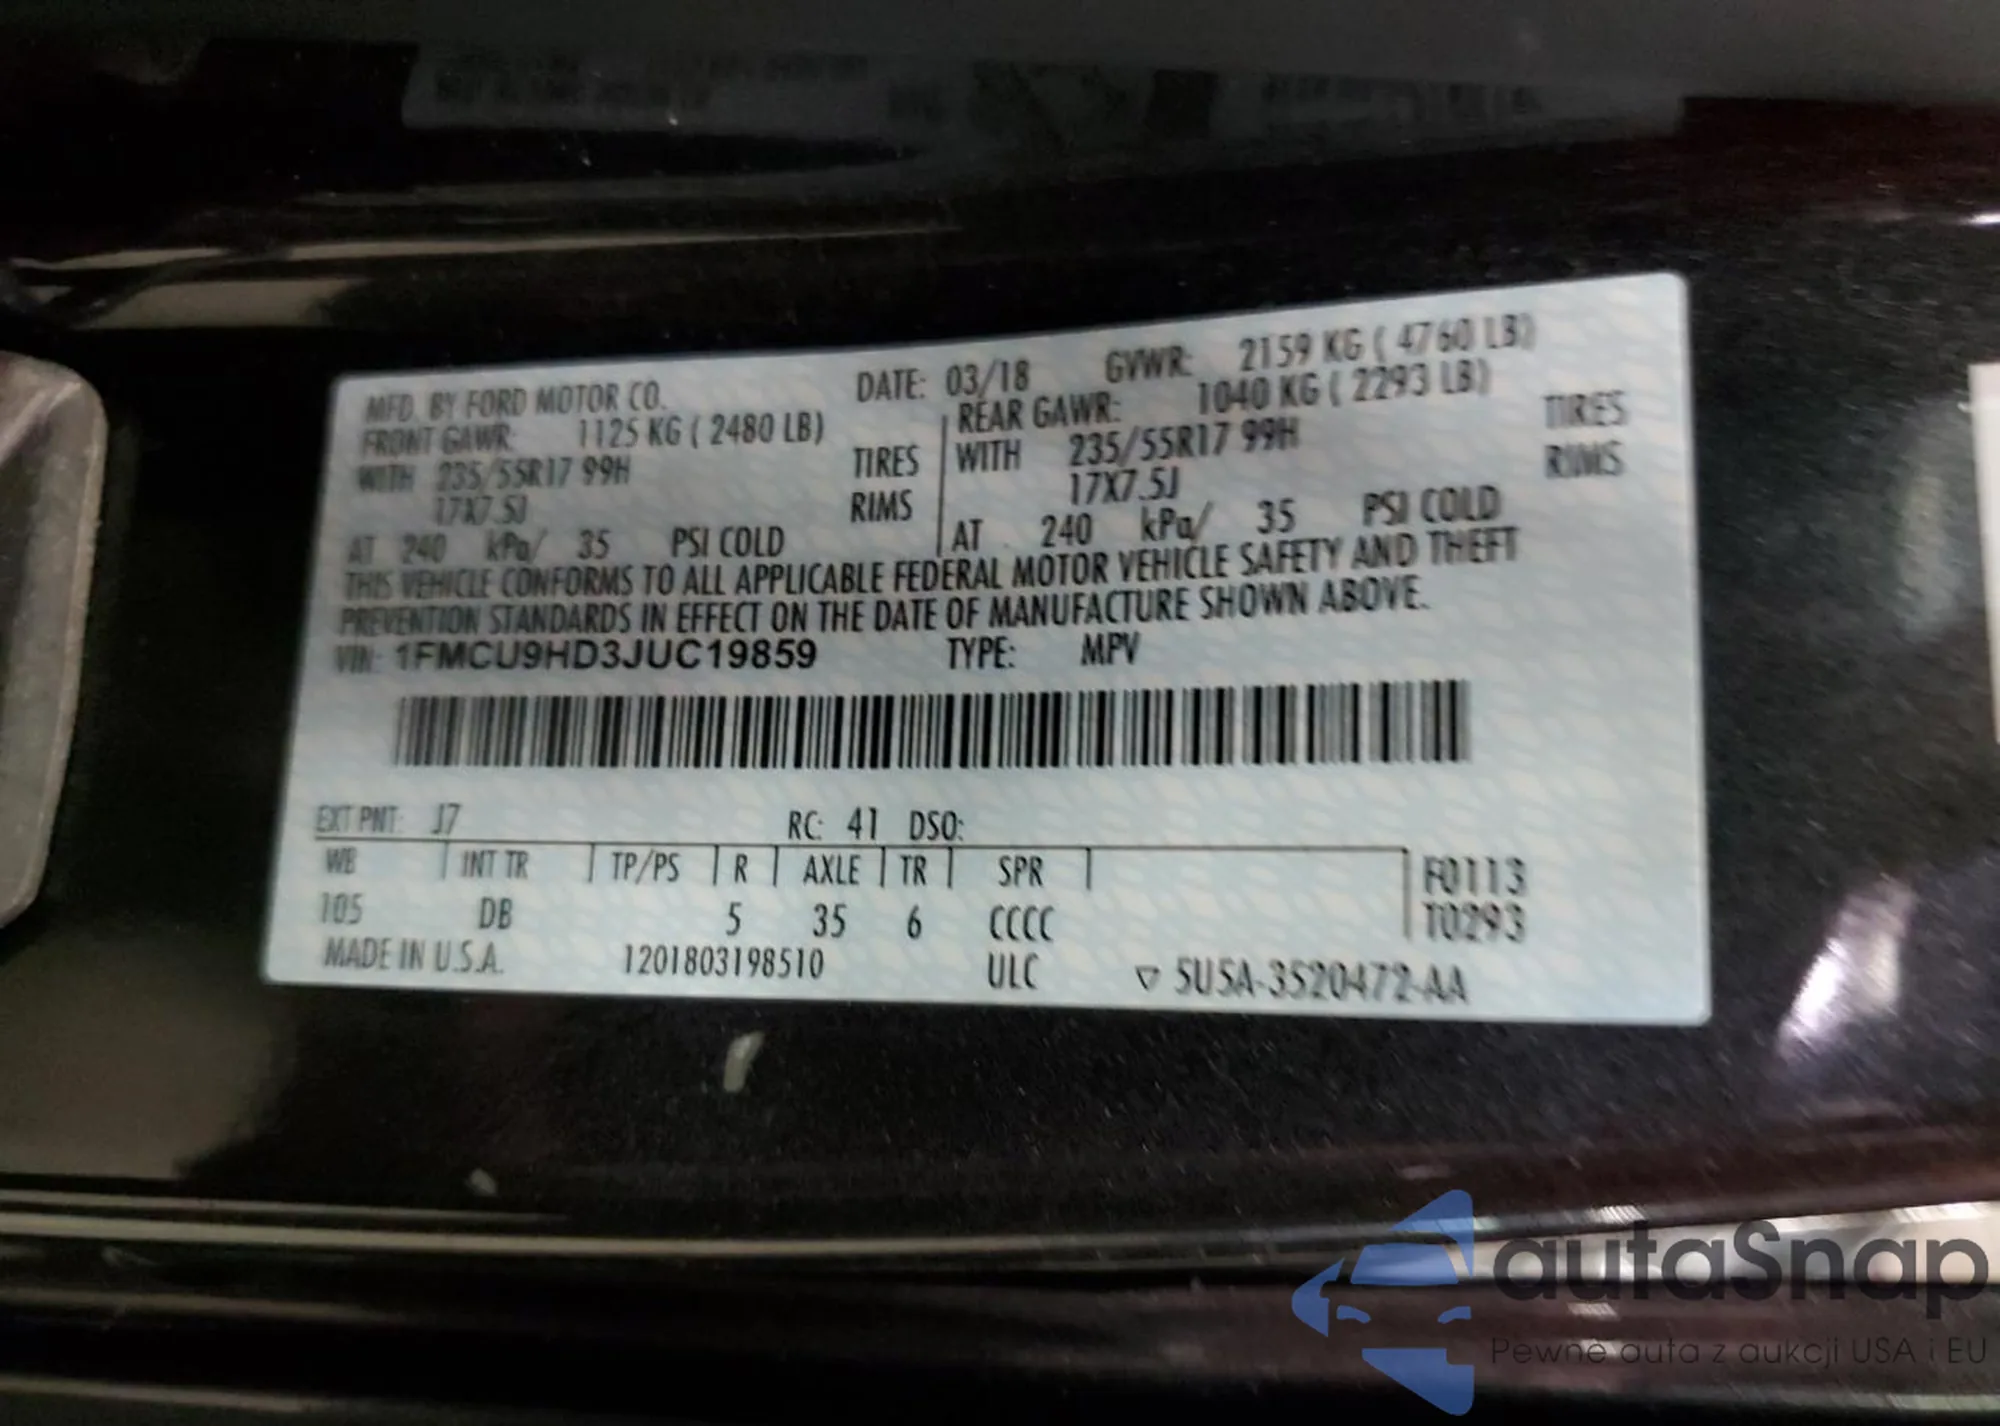 MFD. BY FORD MOTOR CO. DATE: 03/18 GVWR: 2159 KG ( 4760 LB)
FRONT GAWR: 1125 KG ( 2480 LB) REAR GAWR: 1040 KG ( 2293 LB)
WITH 235/55R17 99H TIRES WITH 235/55R17 99H TIRES
17X7.5J RIMS 17X7.5J RIMS
AT 240 kPa/ 35 PSI COLD AT 240 kPa/ 35 PSI COLD
THIS VEHICLE CONFORMS TO ALL APPLICABLE FEDERAL MOTOR VEHICLE SAFETY AND THEFT
PREVENTION STANDARDS IN EFFECT ON THE DATE OF MANUFACTURE SHOWN ABOVE.
VIN: 1FMCU9HD3JUC19859 TYPE: MPV
EXT PNT: J7 RC: 41 DSO:
WB INT TR TP/PS R AXLE TR SPR F0113
105 DB 5 35 6 CCCC T0293
MADE IN U.S.A. 1201803198510 ULC ▽ 5U5A-3520472-AA
autaSnap
Pewne auta z aukcji USA i EU